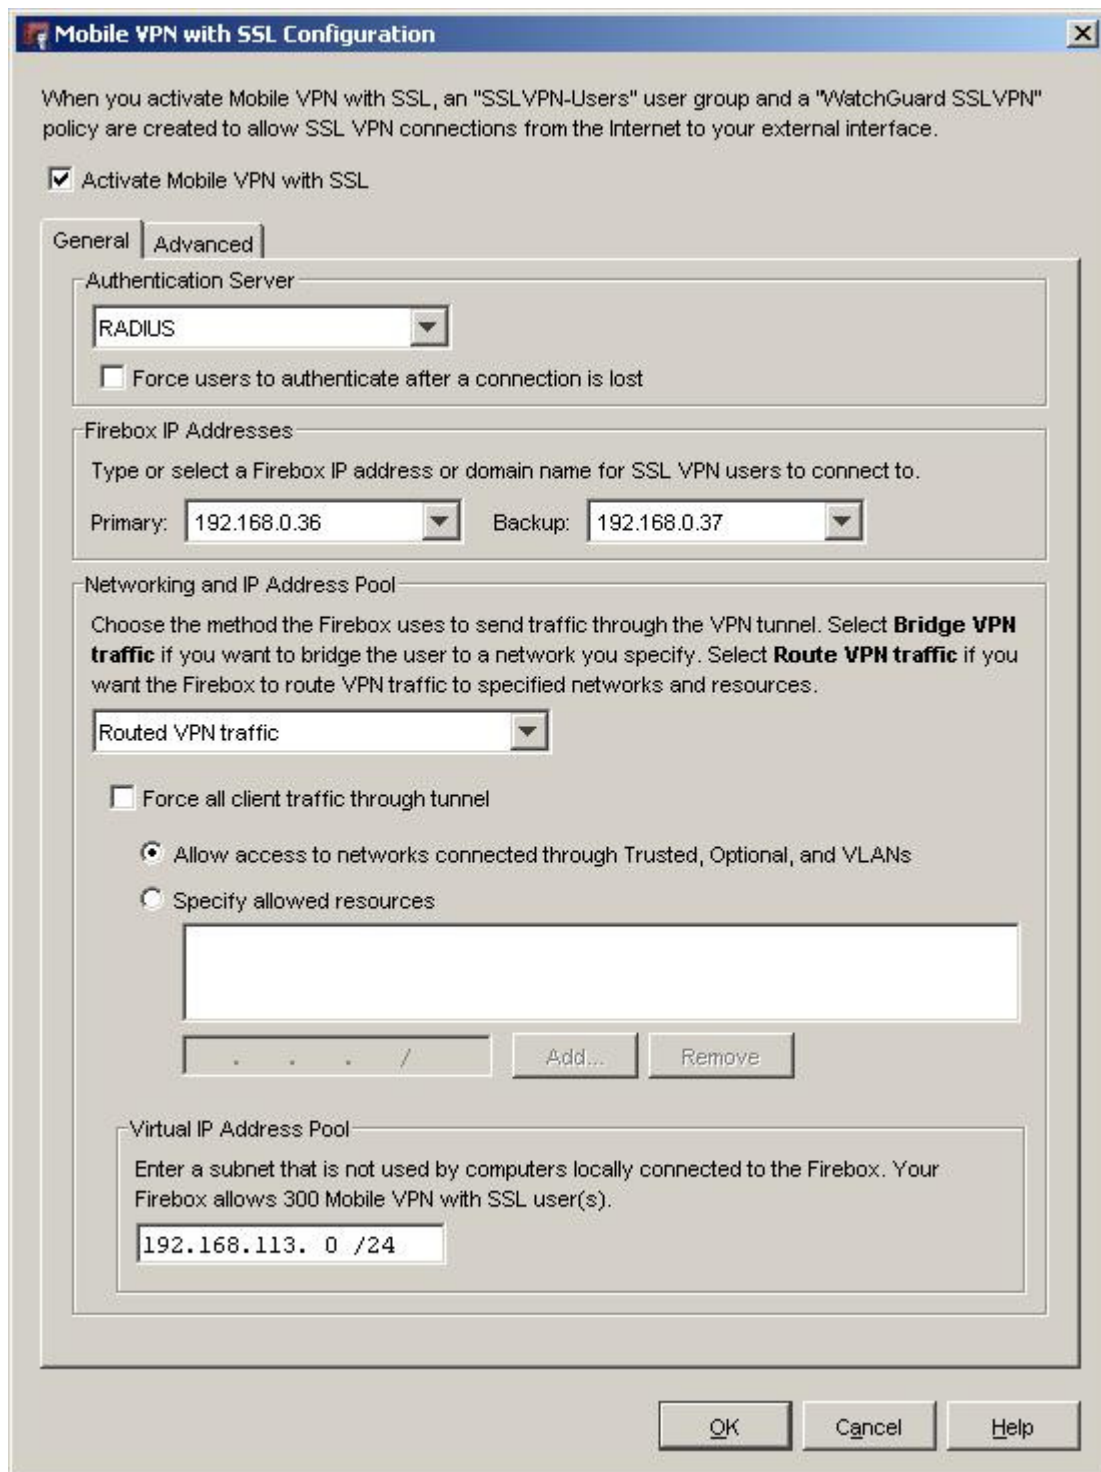 Mobile VPN with SSL Configuration
When you activate Mobile VPN with SSL, an "SSLVPN-Users" user group and a "WatchGuard SSLVPN"
policy are created to allow SSL VPN connections from the Internet to your external interface.
Activate Mobile VPN with SSL
General Advanced
Authentication Server
RADIUS
Force users to authenticate after a connection is lost
Firebox IP Addresses
Type or select a Firebox IP address or domain name for SSL VPN users to connect to.
Primary: 192.168.0.36 Backup: 192.168.0.37
Networking and IP Address Pool
Choose the method the Firebox uses to send traffic through the VPN tunnel. Select Bridge VPN
traffic if you want to bridge the user to a network you specify. Select Route VPN traffic if you
want the Firebox to route VPN traffic to specified networks and resources.
Routed VPN traffic
Force all client traffic through tunnel
Allow access to networks connected through Trusted, Optional, and VLANs
Specify allowed resources
. . . / Add... Remove
Virtual IP Address Pool
Enter a subnet that is not used by computers locally connected to the Firebox. Your
Firebox allows 300 Mobile VPN with SSL user(s).
192.168.113. 0 /24
OK Cancel Help